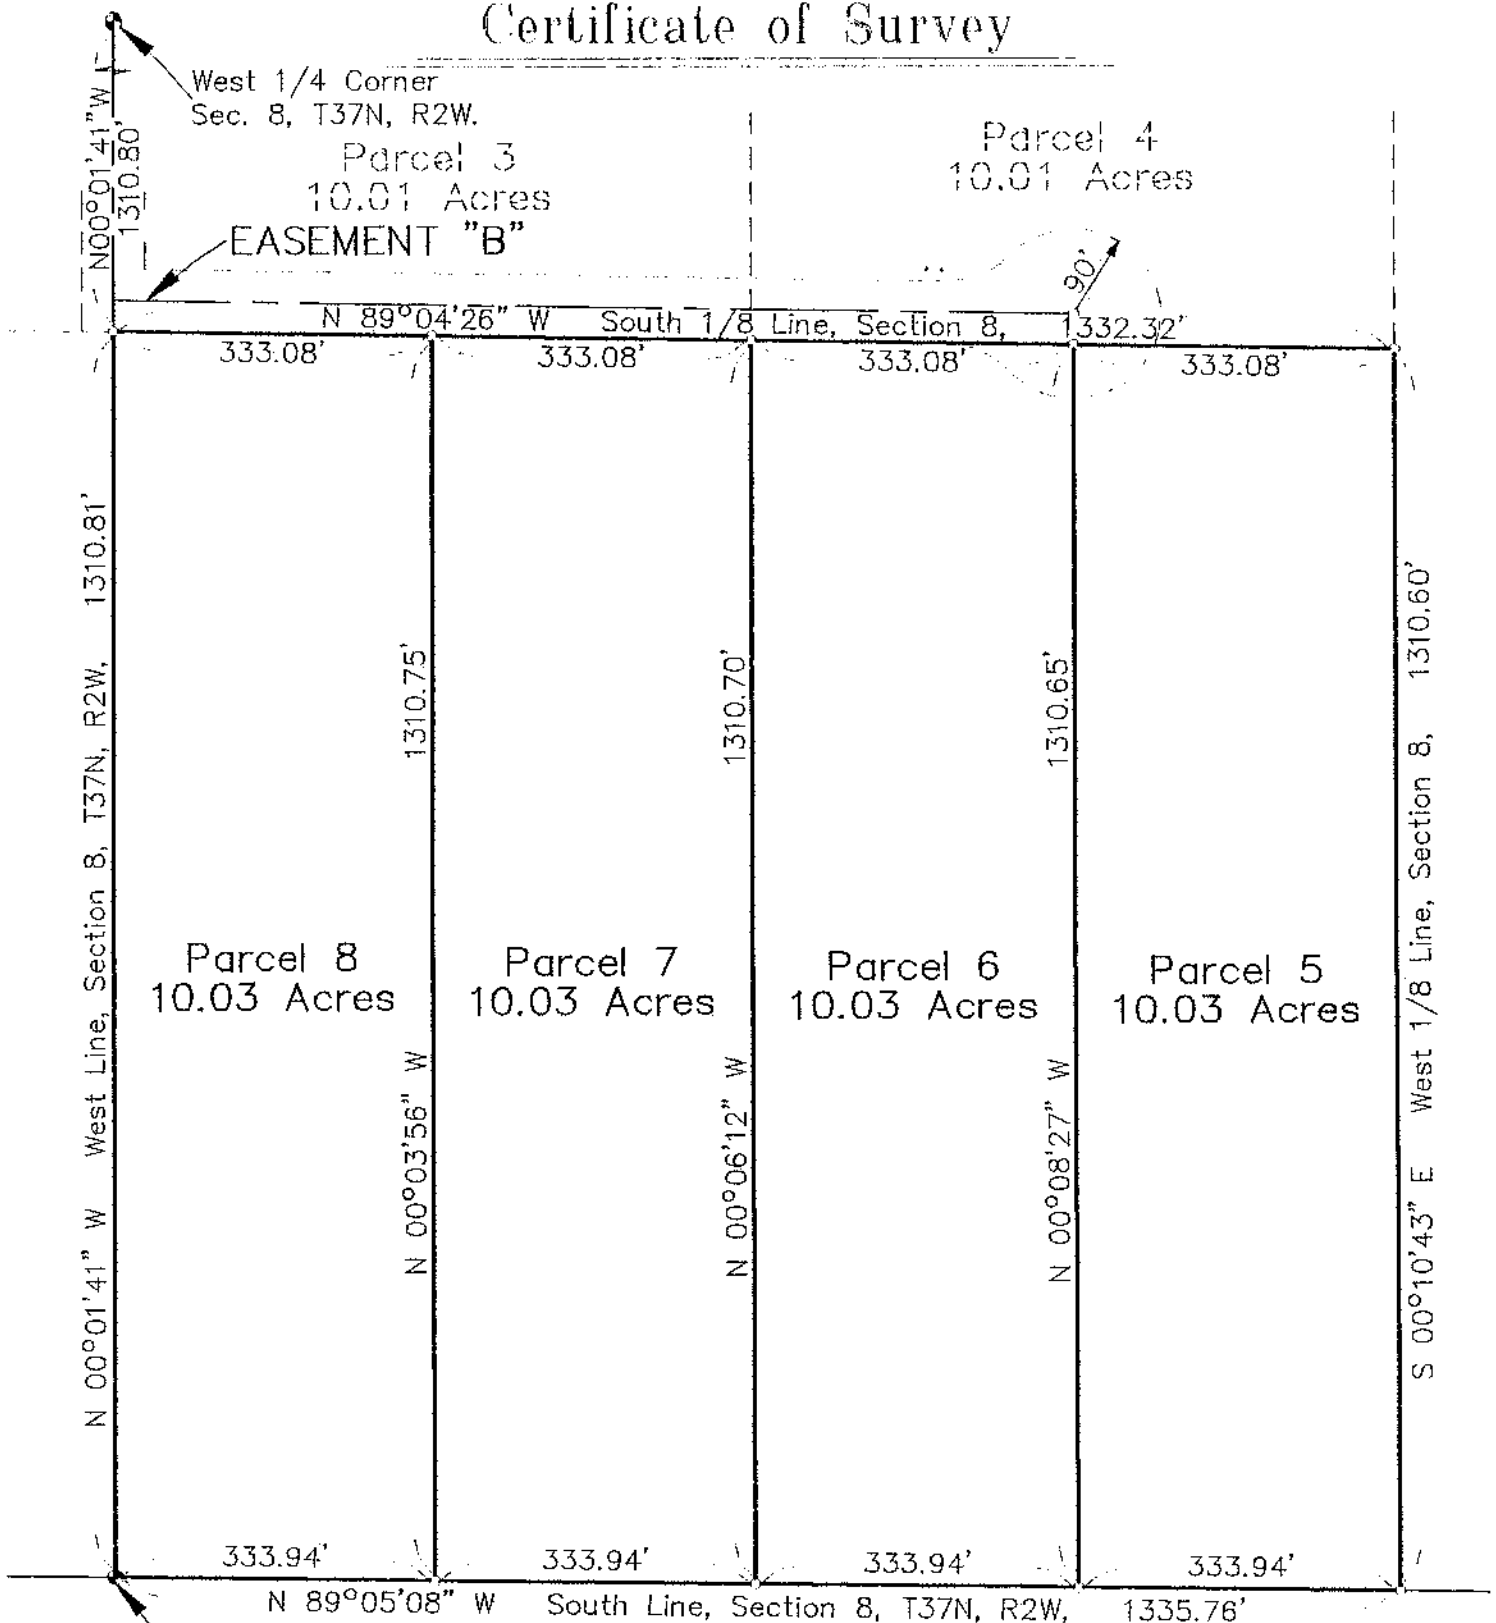 Certificate of Survey
West 1/4 Corner
Sec. 8, T37N, R2W.
N00°01'41"W
1310.80'
Parcel 3
10.01 Acres
Parcel 4
10.01 Acres
EASEMENT "B"
90'
N 89°04'26" W South 1/8 Line, Section 8, 1332.32'
333.08' 333.08' 333.08' 333.08'
N 00°01'41" W West Line, Section 8, T37N, R2W, 1310.81'
N 00°03'56" W 1310.75'
N 00°06'12" W 1310.70'
N 00°08'27" W 1310.65'
S 00°10'43" E West 1/8 Line, Section 8, 1310.60'
Parcel 8
10.03 Acres
Parcel 7
10.03 Acres
Parcel 6
10.03 Acres
Parcel 5
10.03 Acres
333.94' 333.94' 333.94' 333.94'
N 89°05'08" W South Line, Section 8, T37N, R2W, 1335.76'